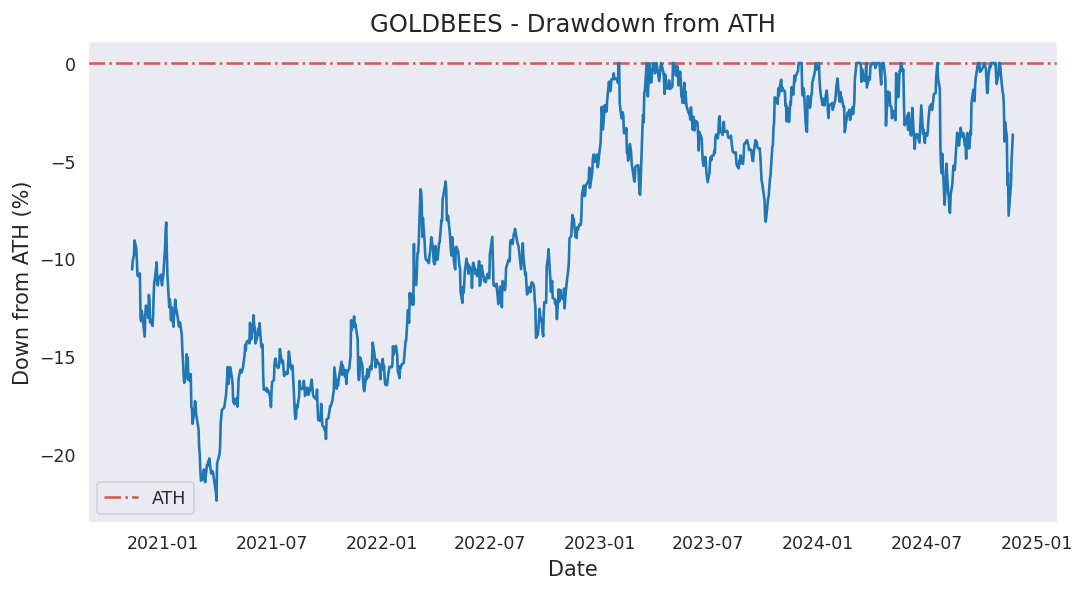 GOLDBEES - Drawdown from ATH
Down from ATH (%)
0
−5
−10
−15
−20
ATH
2021-01 2021-07 2022-01 2022-07 2023-01 2023-07 2024-01 2024-07 2025-01
Date